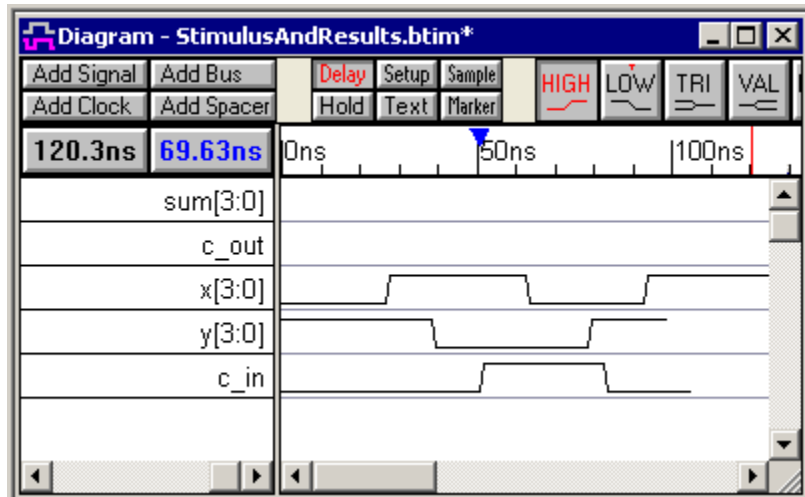 Diagram - StimulusAndResults.btim*
Add Signal Add Bus Delay Setup Sample HIGH LOW TRI VAL
Add Clock Add Spacer Hold Text Marker
120.3ns 69.63ns 0ns 50ns 100ns
sum[3:0]
c_out
x[3:0]
y[3:0]
c_in